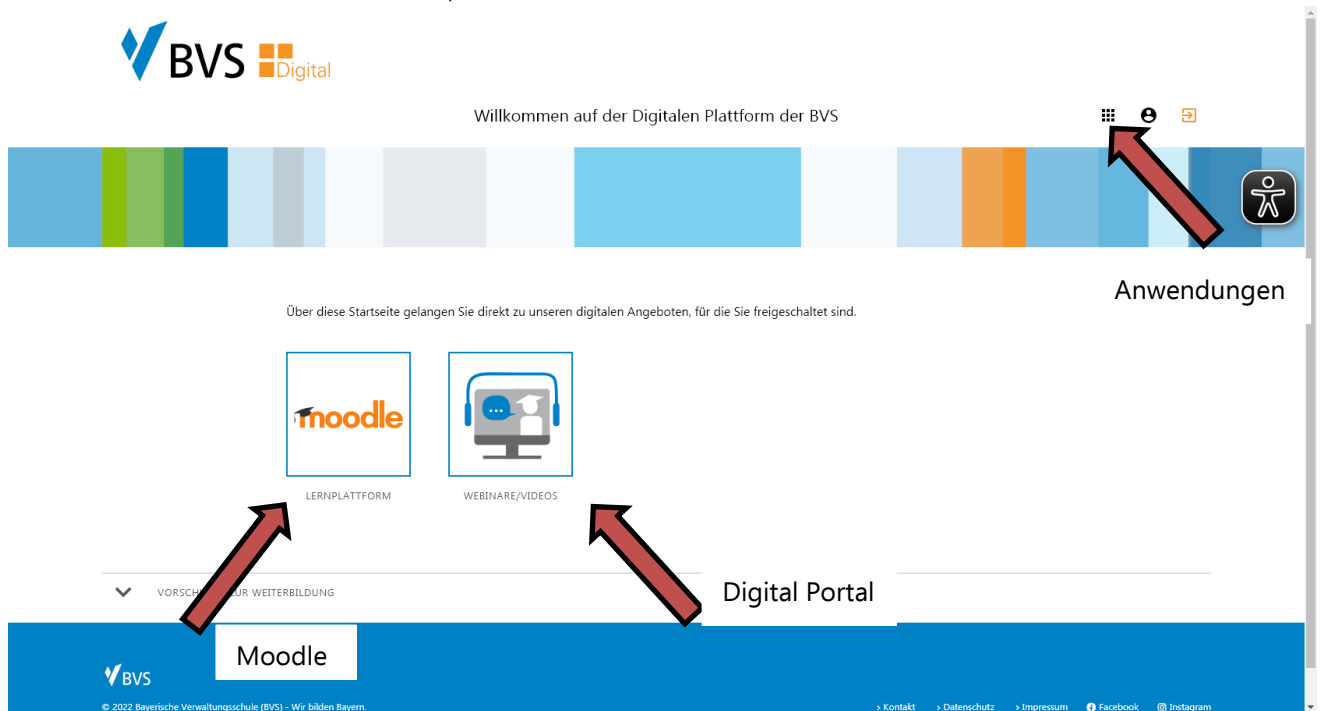 BVS Digital
Willkommen auf der Digitalen Plattform der BVS
Anwendungen
Über diese Startseite gelangen Sie direkt zu unseren digitalen Angeboten, für die Sie freigeschaltet sind.
moodle
LERNPLATTFORM
WEBINARE/VIDEOS
Digital Portal
ZUR WEITERBILDUNG
Moodle
BVS
© 2022 Bayerische Verwaltungsschule (BVS) - Wir bilden Bayern.
› Kontakt › Datenschutz › Impressum Facebook Instagram